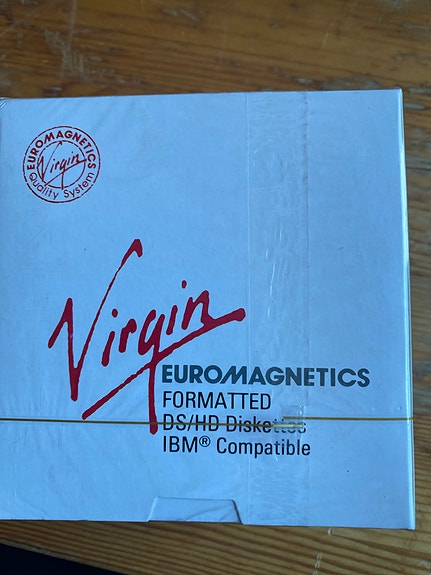 EUROMAGNETICS
Virgin
Quality System
Virgin
EUROMAGNETICS
FORMATTED
DS/HD Diskettes
IBM® Compatible